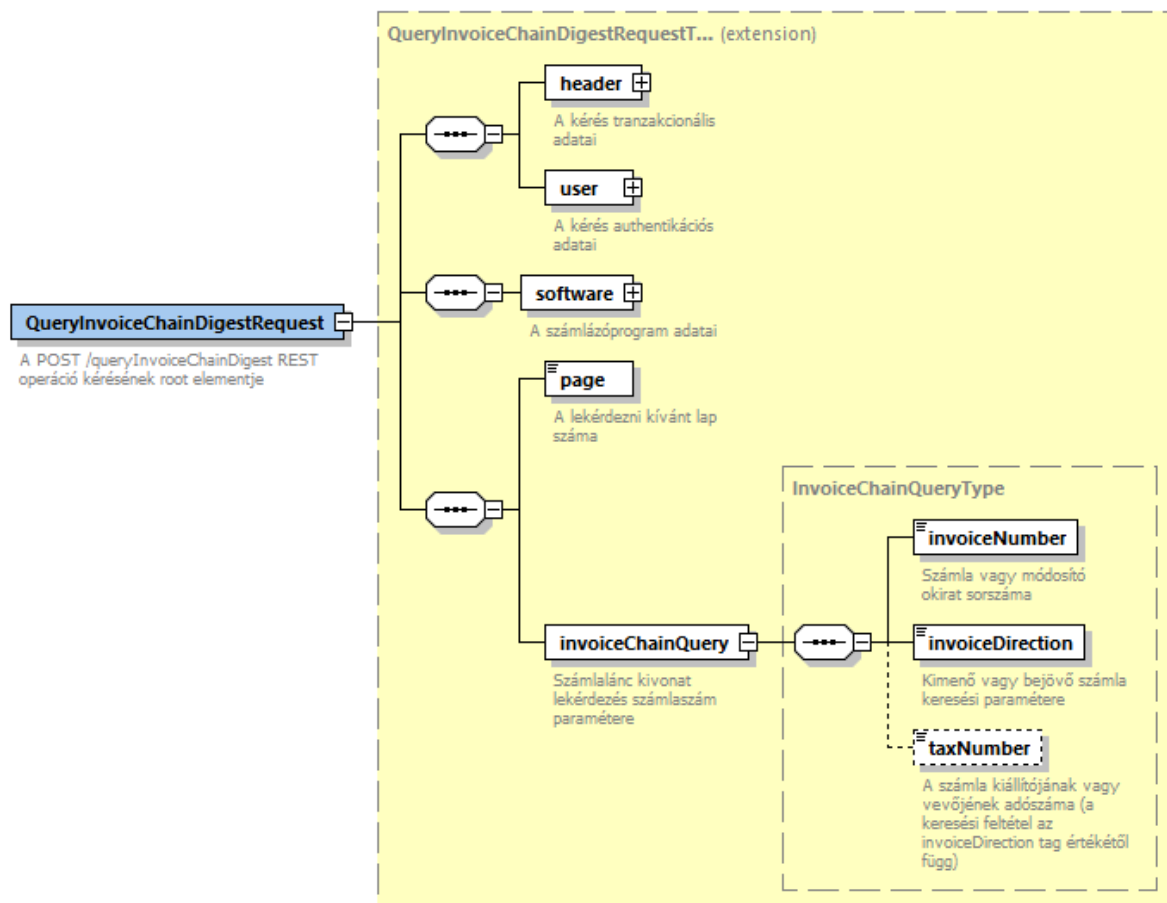 QueryInvoiceChainDigestRequestT... (extension)
header
A kérés tranzakcionális
adatai
user
A kérés authentikációs
adatai
QueryInvoiceChainDigestRequest
A POST /queryInvoiceChainDigest REST
operáció kérésének root elementje
software
A számlázóprogram adatai
page
A lekérdezni kívánt lap
száma
invoiceChainQuery
Számlalánc kivonat
lekérdezés számlaszám
paramétere
InvoiceChainQueryType
invoiceNumber
Számla vagy módosító
okirat sorszáma
invoiceDirection
Kimenő vagy bejövő számla
keresési paramétere
taxNumber
A számla kiállítójának vagy
vevőjének adószáma (a
keresési feltétel az
invoiceDirection tag értékétől
függ)